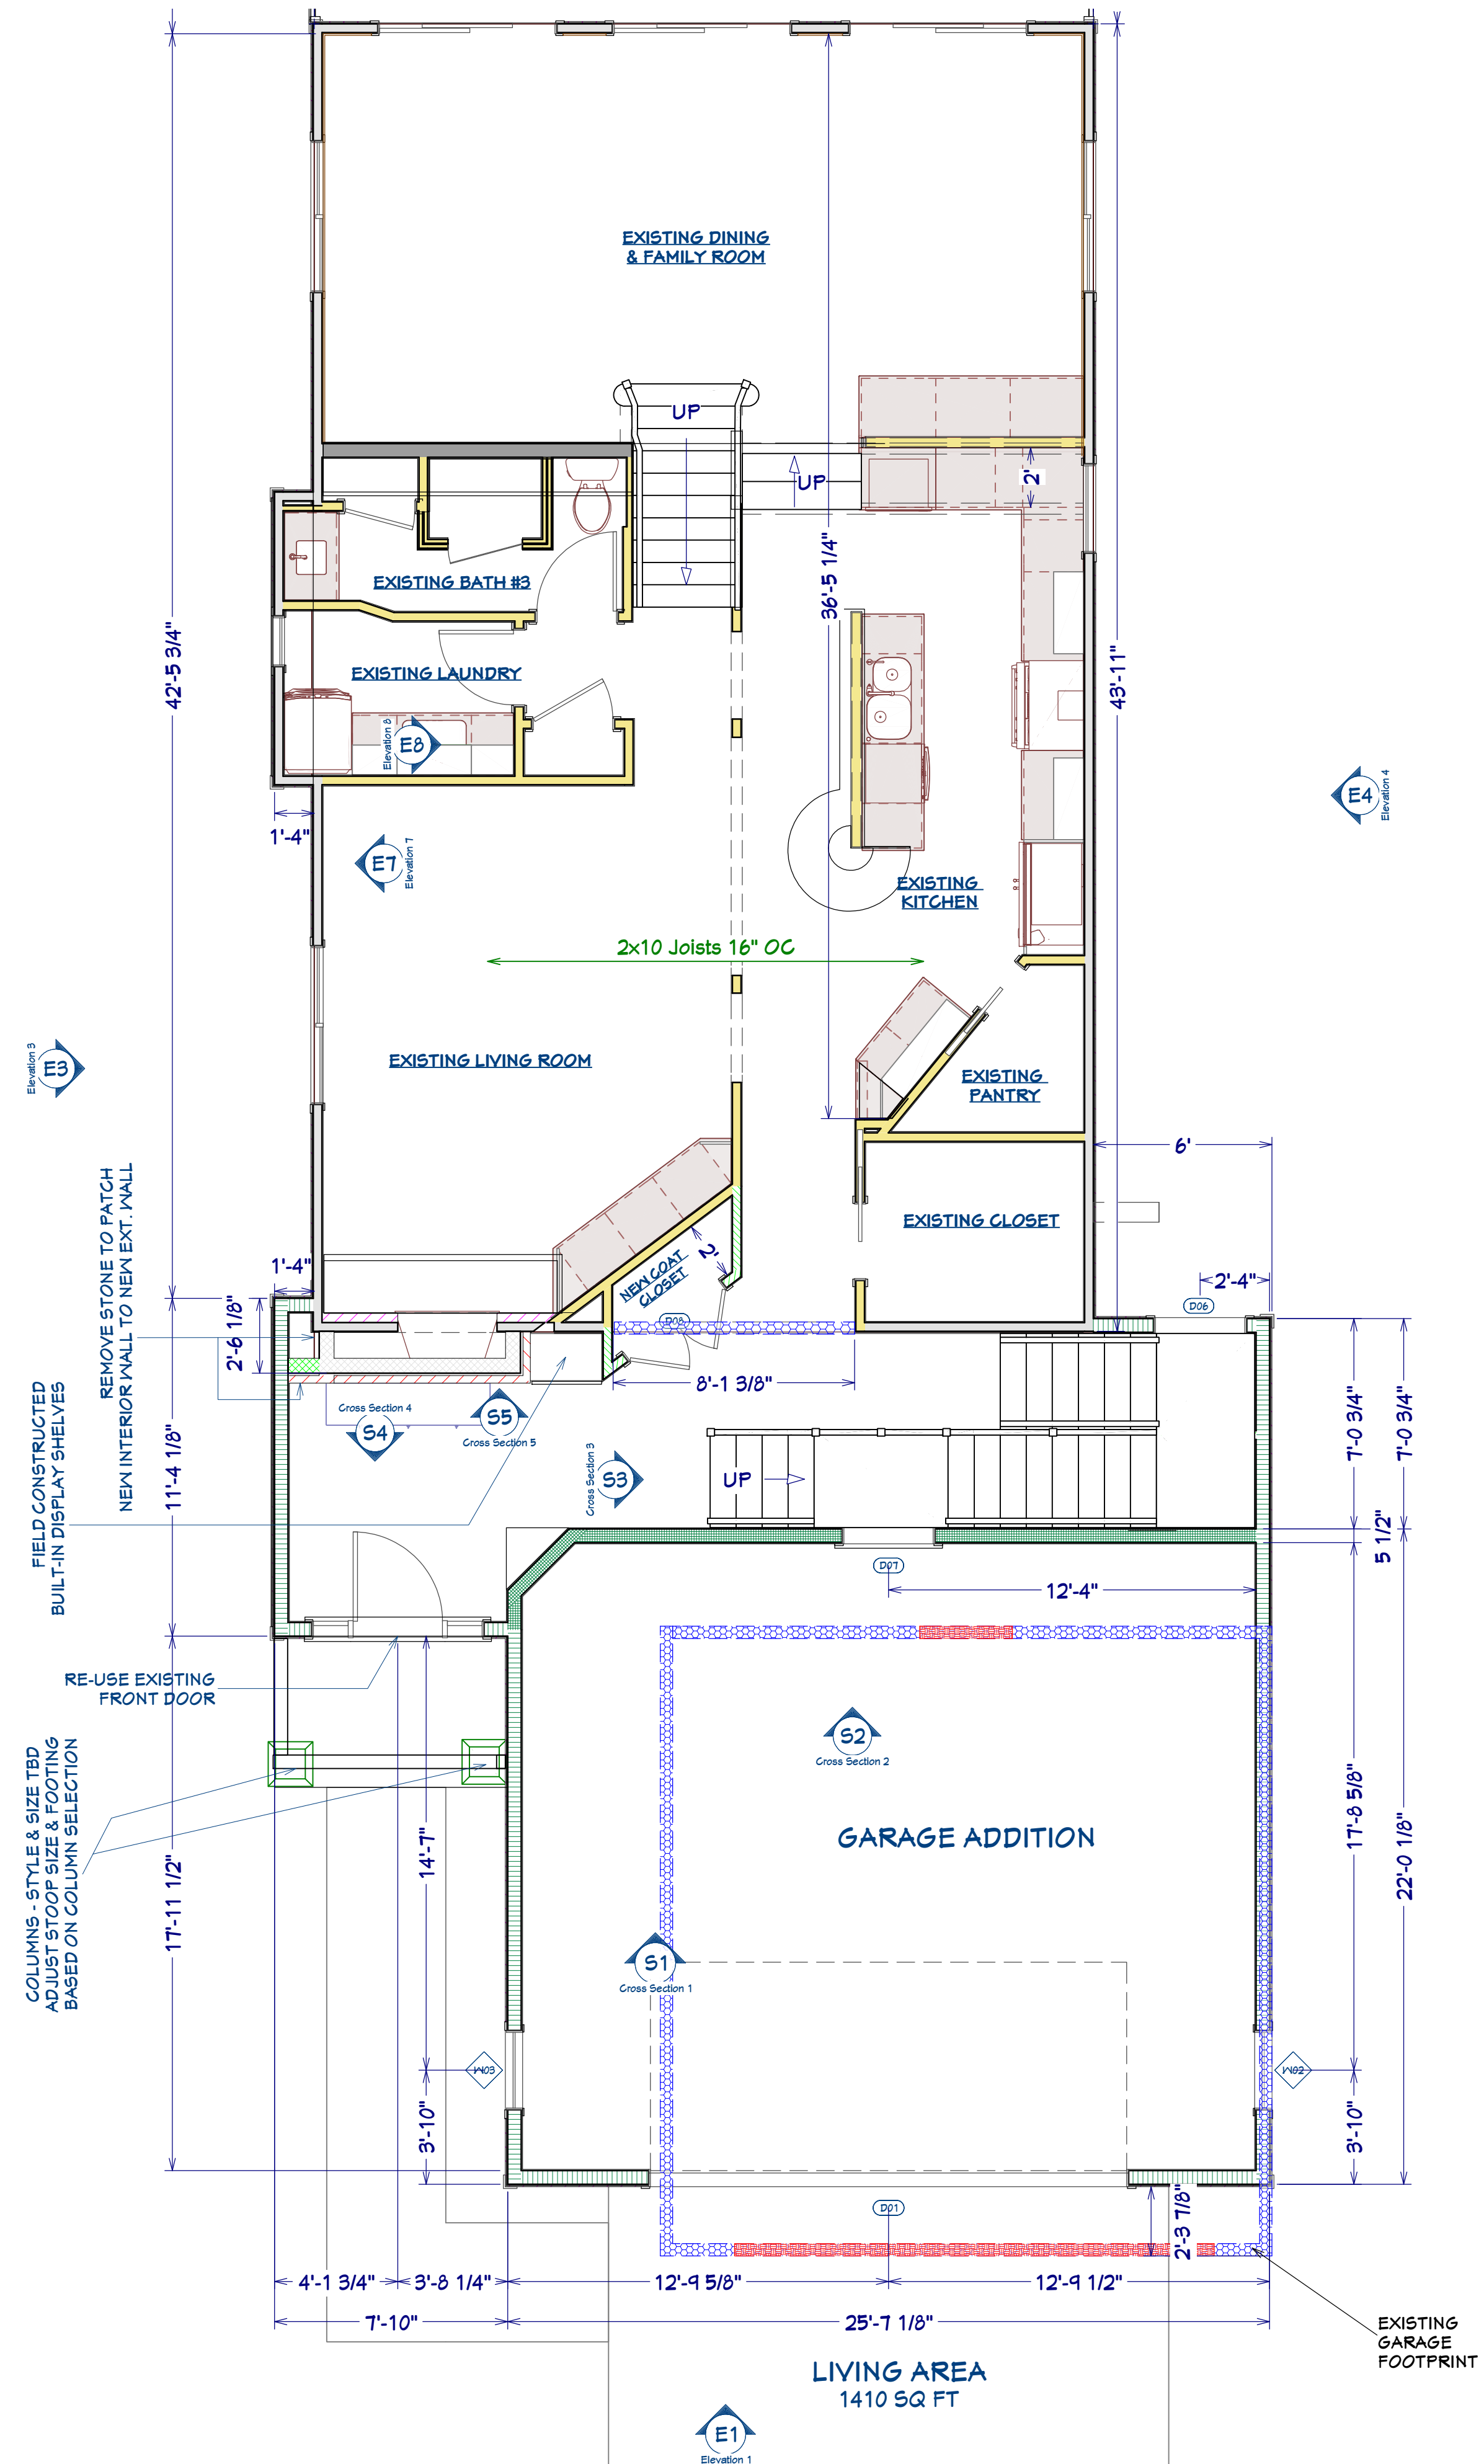 EXISTING DINING
& FAMILY ROOM
UP
UP
2'
36'-5 1/4"
42'-5 3/4"
43'-11"
EXISTING BATH #3
EXISTING LAUNDRY
E8
Elevation 8
1'-4"
E7
Elevation 7
E4
Elevation 4
EXISTING
KITCHEN
2x10 Joists 16" OC
E3
Elevation 3
EXISTING LIVING ROOM
EXISTING
PANTRY
6'
EXISTING CLOSET
REMOVE STONE TO PATCH
NEW INTERIOR WALL TO NEW EXT. WALL
2'
NEW COAT
CLOSET
1'-4"
2'-4"
D06
D08
2'-6 1/8"
8'-1 3/8"
FIELD CONSTRUCTED
BUILT-IN DISPLAY SHELVES
11'-4 1/8"
Cross Section 4
S4
S5
Cross Section 5
Cross Section 3
S3
UP
7'-0 3/4"
7'-0 3/4"
5 1/2"
D07
12'-4"
RE-USE EXISTING
FRONT DOOR
S2
Cross Section 2
COLUMNS - STYLE & SIZE TBD
ADJUST STOOP SIZE & FOOTING
BASED ON COLUMN SELECTION
GARAGE ADDITION
17'-11 1/2"
14'-7"
17'-8 5/8"
22'-0 1/8"
S1
Cross Section 1
W03
W02
3'-10"
3'-10"
D01
2'-3 7/8"
4'-1 3/4"
3'-8 1/4"
12'-9 5/8"
12'-9 1/2"
7'-10"
25'-7 1/8"
EXISTING
GARAGE
FOOTPRINT
LIVING AREA
1410 SQ FT
E1
Elevation 1